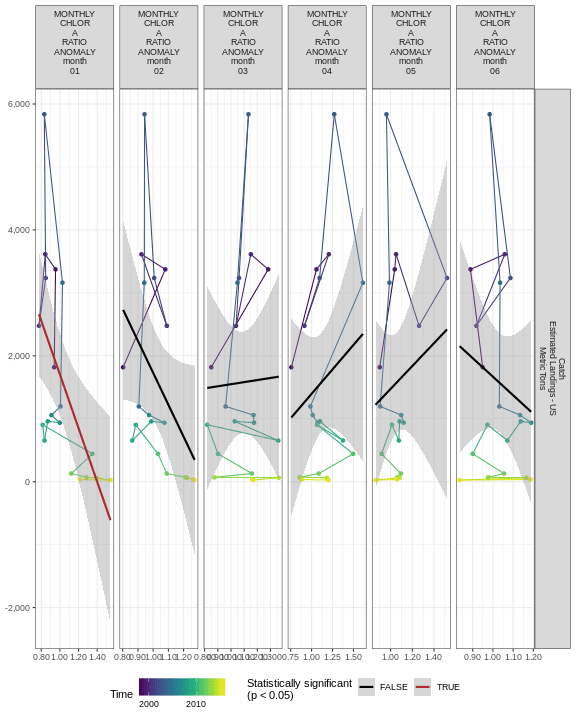 MONTHLY
CHLOR
A
RATIO
ANOMALY
month
01
MONTHLY
CHLOR
A
RATIO
ANOMALY
month
02
MONTHLY
CHLOR
A
RATIO
ANOMALY
month
03
MONTHLY
CHLOR
A
RATIO
ANOMALY
month
04
MONTHLY
CHLOR
A
RATIO
ANOMALY
month
05
MONTHLY
CHLOR
A
RATIO
ANOMALY
month
06
6,000
4,000
2,000
0
-2,000
Catch
Estimated Landings - US
Metric Tons
0.80 1.00 1.20 1.40
0.80 0.90 1.00 1.10 1.20
0.75 1.00 1.25 1.50
1.00 1.20 1.40
0.90 1.00 1.10 1.20
Time
2000 2010
Statistically significant
(p < 0.05)
FALSE
TRUE